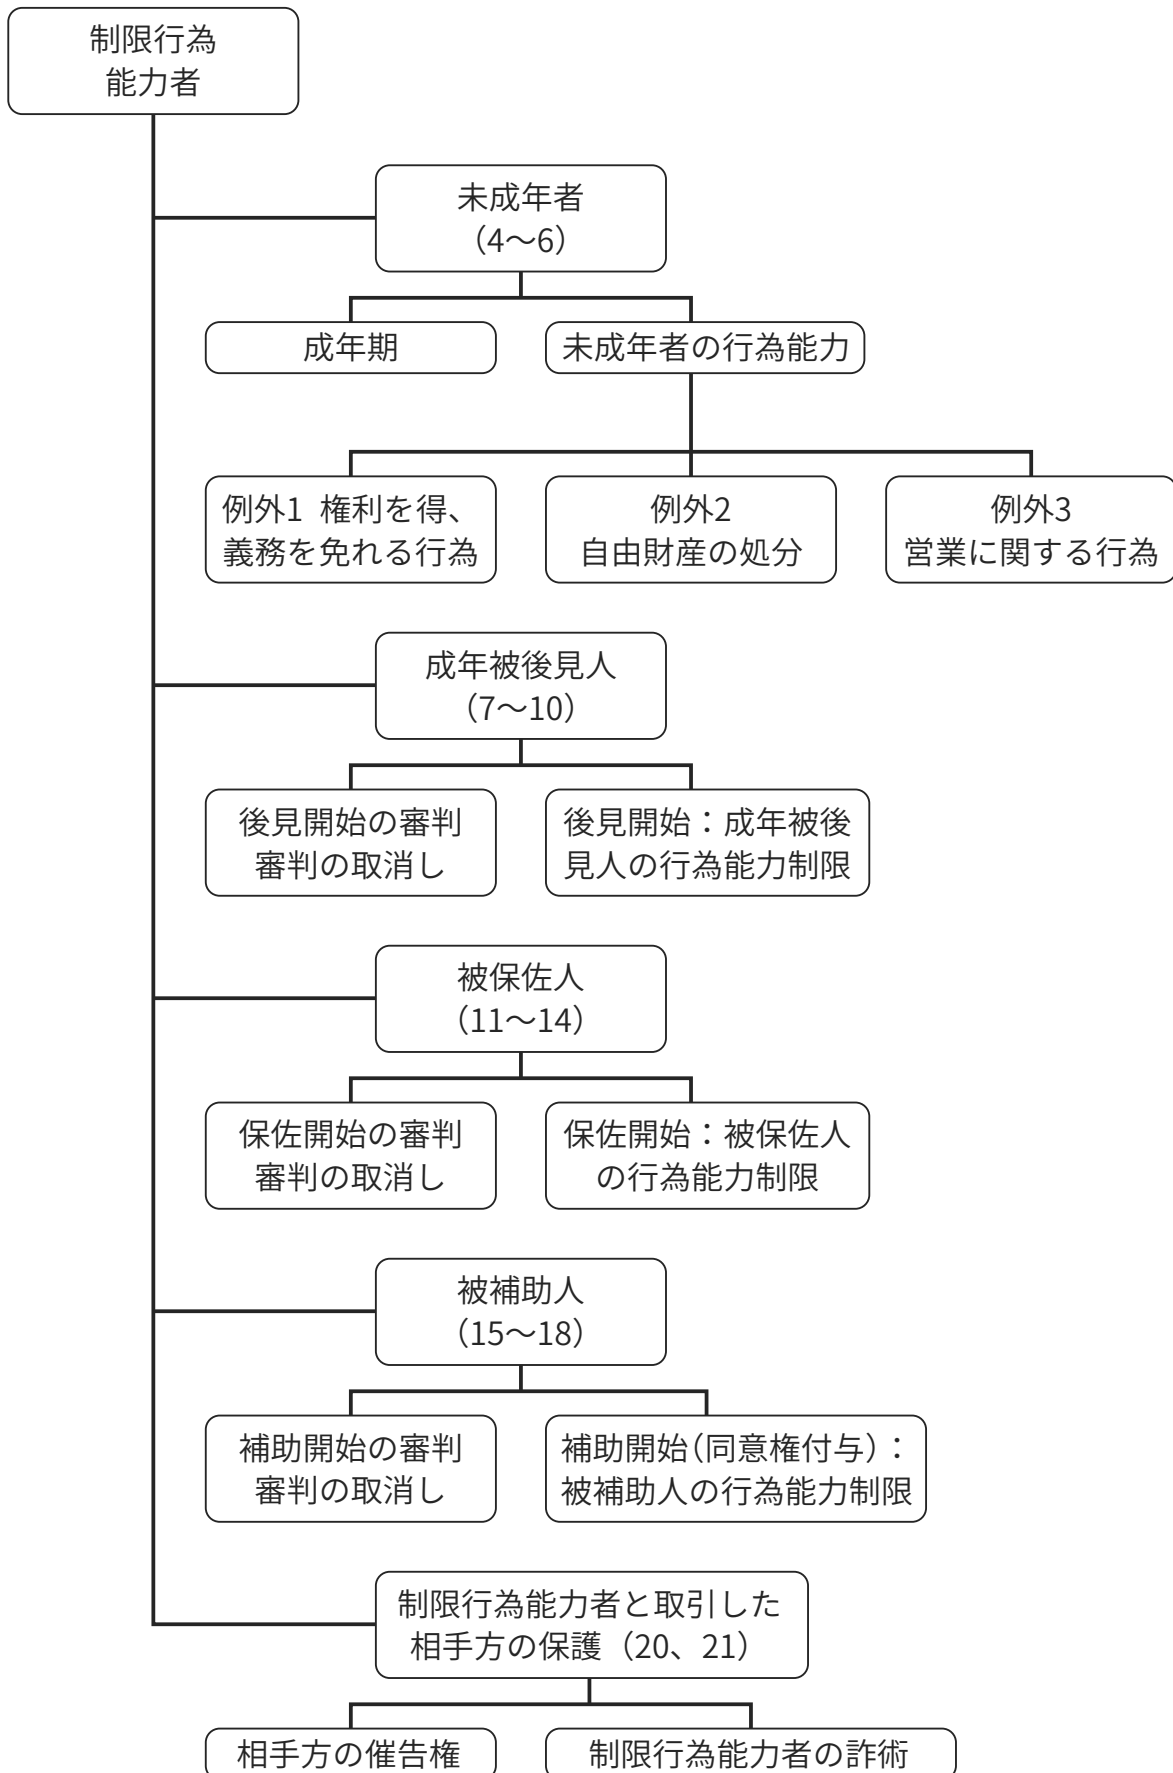 制限行為
能力者
未成年者
（4〜6）
成年期
未成年者の行為能力
例外1 権利を得、
義務を免れる行為
例外2
自由財産の処分
例外3
営業に関する行為
成年被後見人
（7〜10）
後見開始の審判
審判の取消し
後見開始：成年被後
見人の行為能力制限
被保佐人
（11〜14）
保佐開始の審判
審判の取消し
保佐開始：被保佐人
の行為能力制限
被補助人
（15〜18）
補助開始の審判
審判の取消し
補助開始（同意権付与）：
被補助人の行為能力制限
制限行為能力者と取引した
相手方の保護（20、21）
相手方の催告権
制限行為能力者の詐術